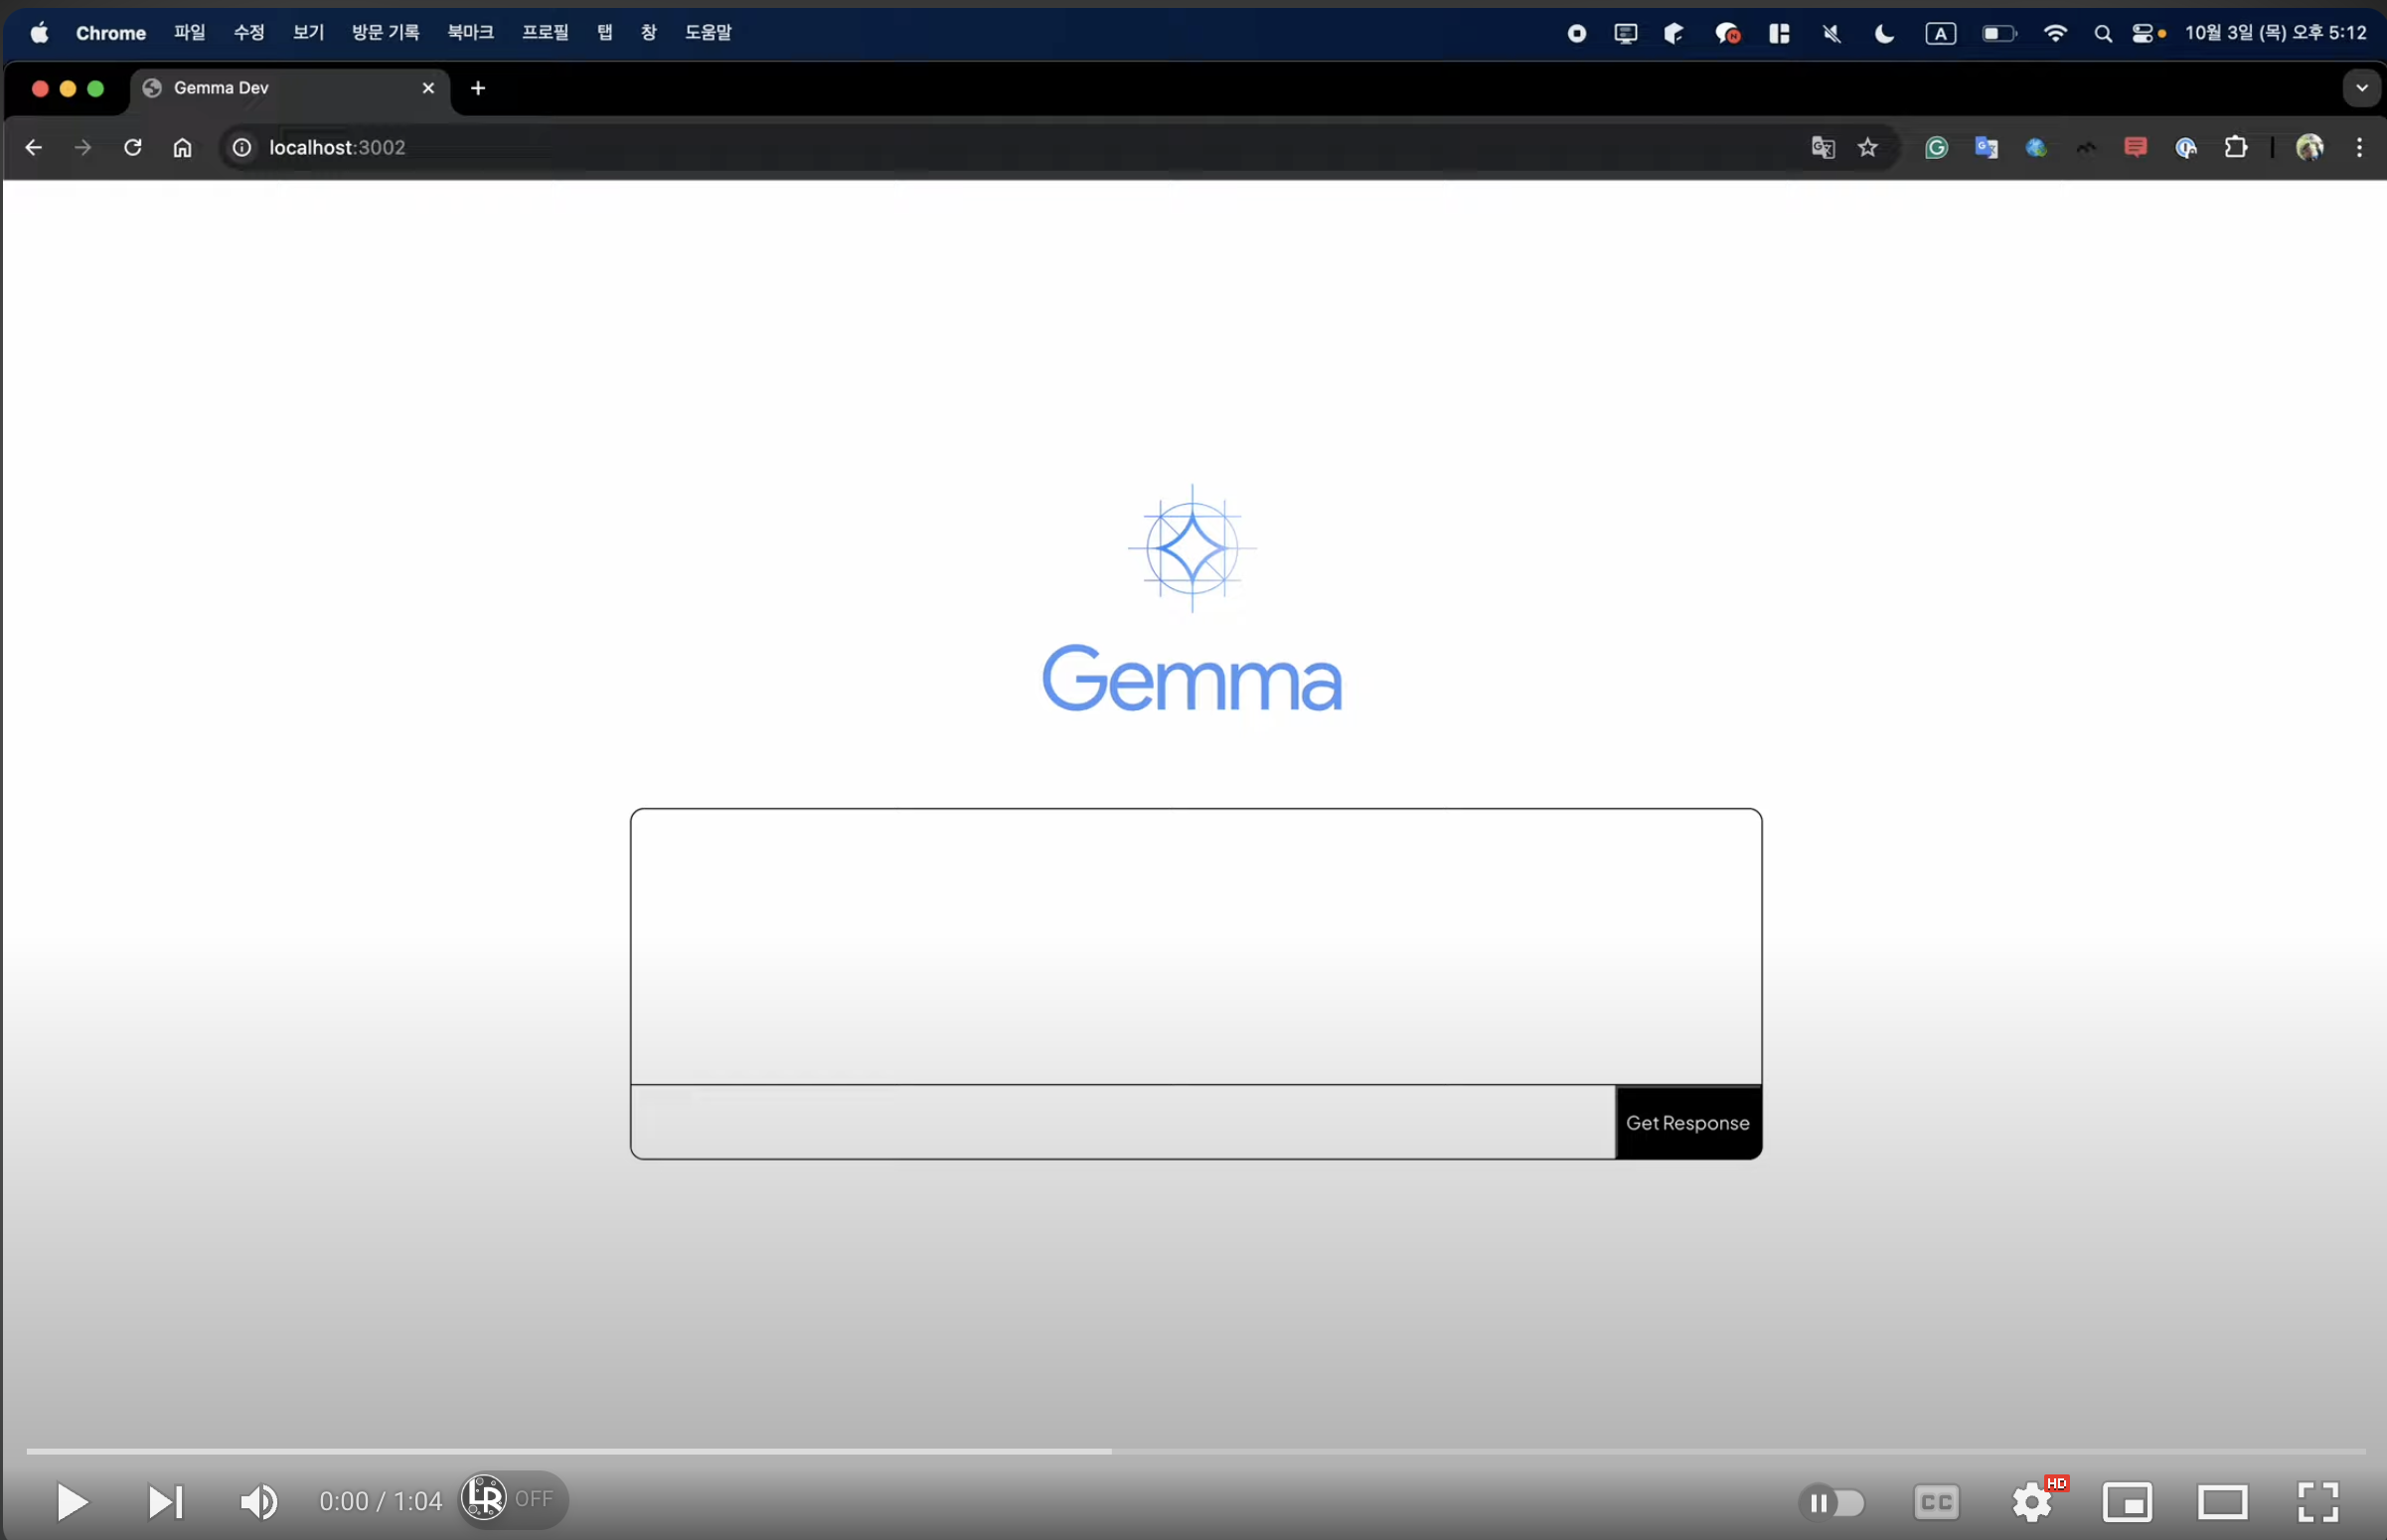 Chrome 파일 수정 보기 방문 기록 북마크 프로필 탭 창 도움말 A 10월 3일 (목) 오후 5:12
Gemma Dev
localhost:3002
Gemma
Get Response
0:00 / 1:04 LR OFF CC HD